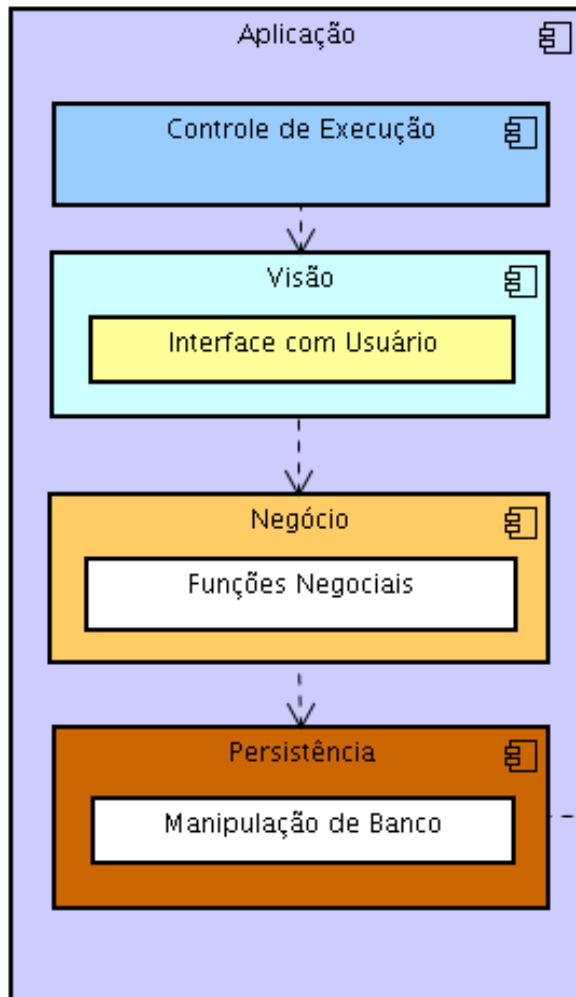 Aplicação
Controle de Execução
Visão
Interface com Usuário
Negócio
Funções Negociais
Persistência
Manipulação de Banco